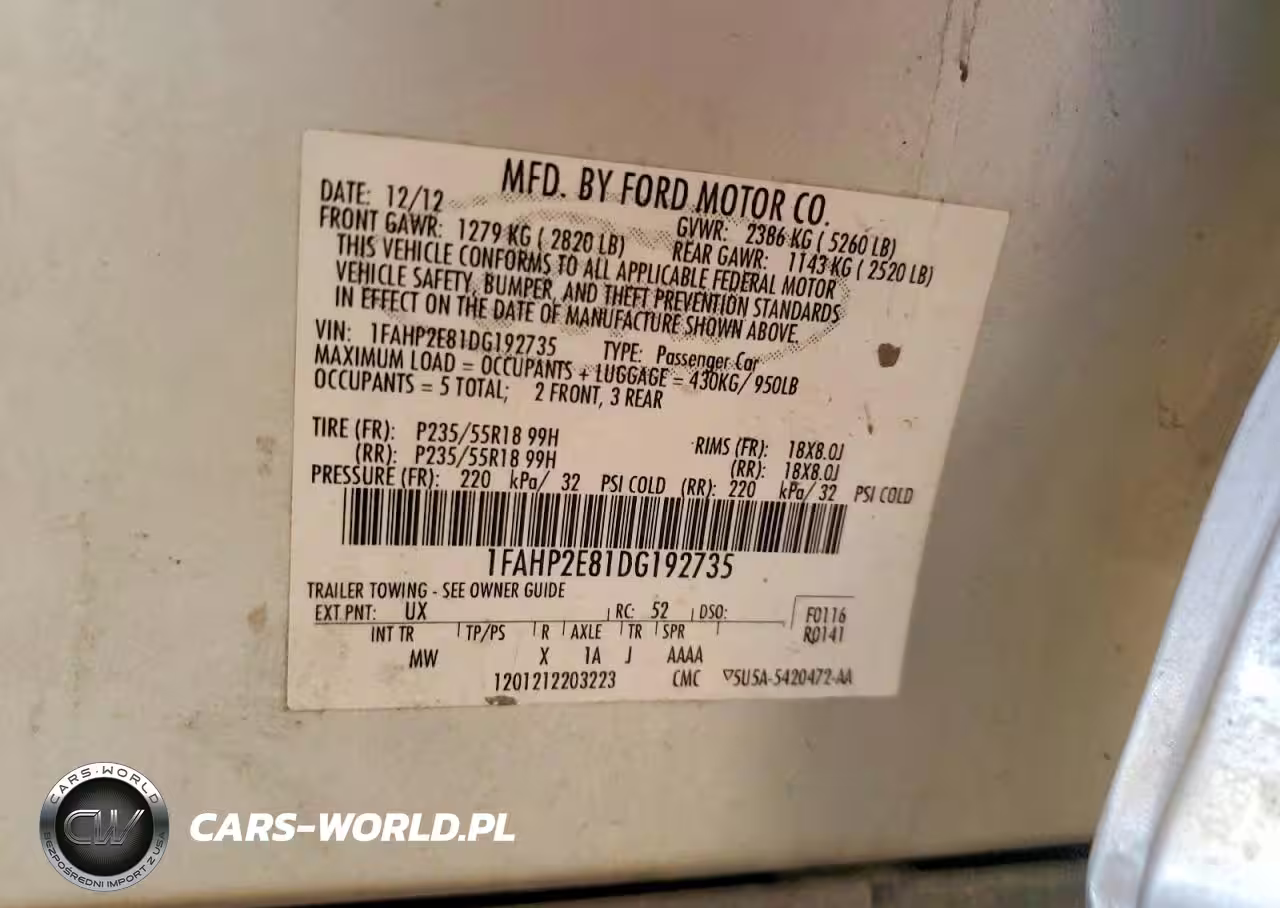 MFD. BY FORD MOTOR CO.
DATE: 12/12 GVWR: 2386 KG ( 5260 LB)
FRONT GAWR: 1279 KG ( 2820 LB) REAR GAWR: 1143 KG ( 2520 LB)
THIS VEHICLE CONFORMS TO ALL APPLICABLE FEDERAL MOTOR
VEHICLE SAFETY, BUMPER, AND THEFT PREVENTION STANDARDS
IN EFFECT ON THE DATE OF MANUFACTURE SHOWN ABOVE.
VIN: 1FAHP2E81DG192735 TYPE: Passenger Car
MAXIMUM LOAD = OCCUPANTS + LUGGAGE = 430KG/ 950LB
OCCUPANTS = 5 TOTAL; 2 FRONT, 3 REAR
TIRE (FR): P235/55R18 99H RIMS (FR): 18X8.0J
(RR): P235/55R18 99H (RR): 18X8.0J
PRESSURE (FR): 220 kPa/ 32 PSI COLD (RR): 220 kPa/ 32 PSI COLD
1FAHP2E81DG192735
TRAILER TOWING - SEE OWNER GUIDE
EXT PNT: UX RC: 52 DSO: F0116
R0141
INT TR TP/PS R AXLE TR SPR
MW X 1A J AAAA
1201212203223 CMC ▽5U5A-5420472-AA
CARS-WORLD
CW
BEZPOŚREDNI IMPORT Z USA
CARS-WORLD.PL